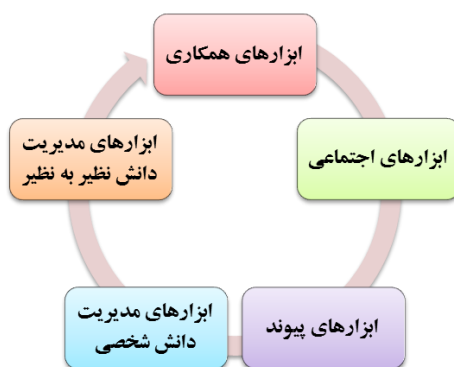 ابزارهای همکاری
ابزارهای اجتماعی
ابزارهای پیوند
ابزارهای مدیریت
دانش شخصی
ابزارهای مدیریت
دانش نظیر به نظیر